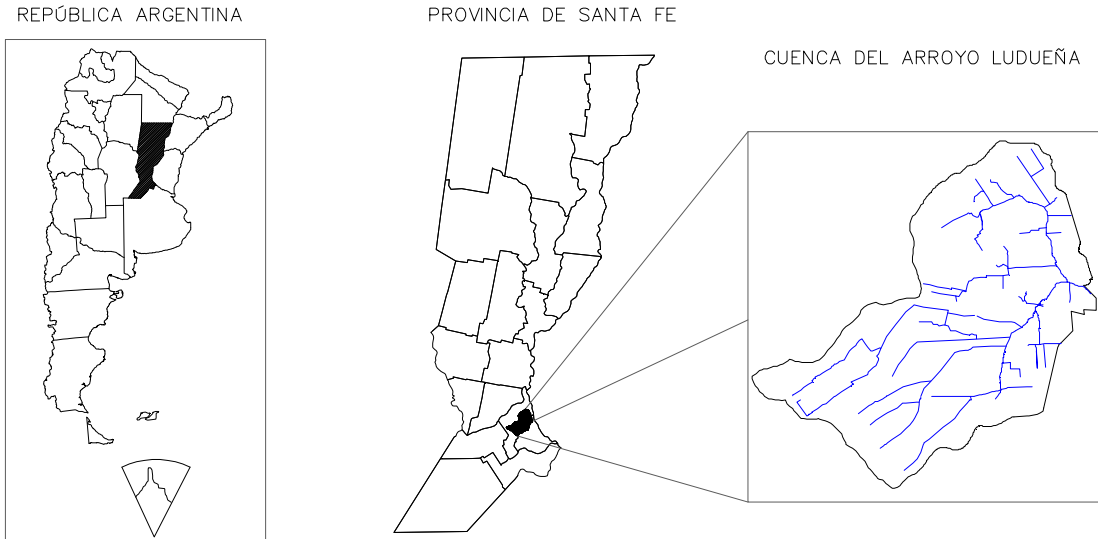 REPÚBLICA ARGENTINA
PROVINCIA DE SANTA FE
CUENCA DEL ARROYO LUDUEÑA